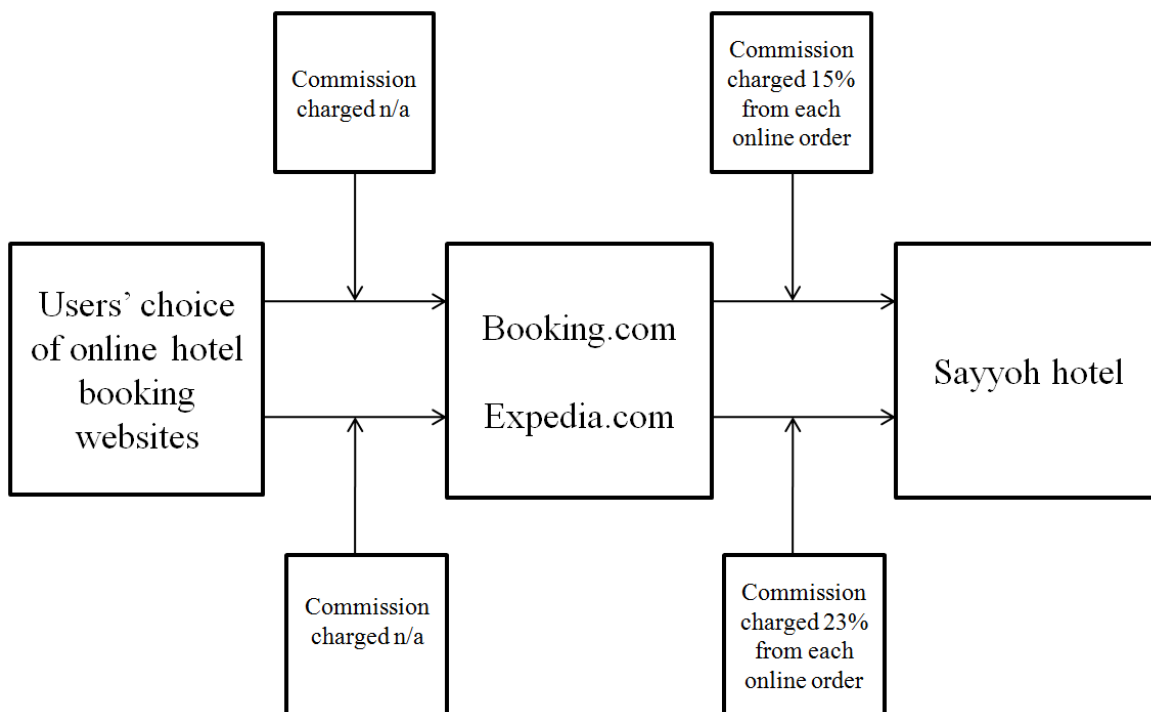 Commission
charged n/a
Commission
charged 15%
from each
online order
Users’ choice
of online hotel
booking
websites
Booking.com
Expedia.com
Sayyoh hotel
Commission
charged n/a
Commission
charged 23%
from each
online order